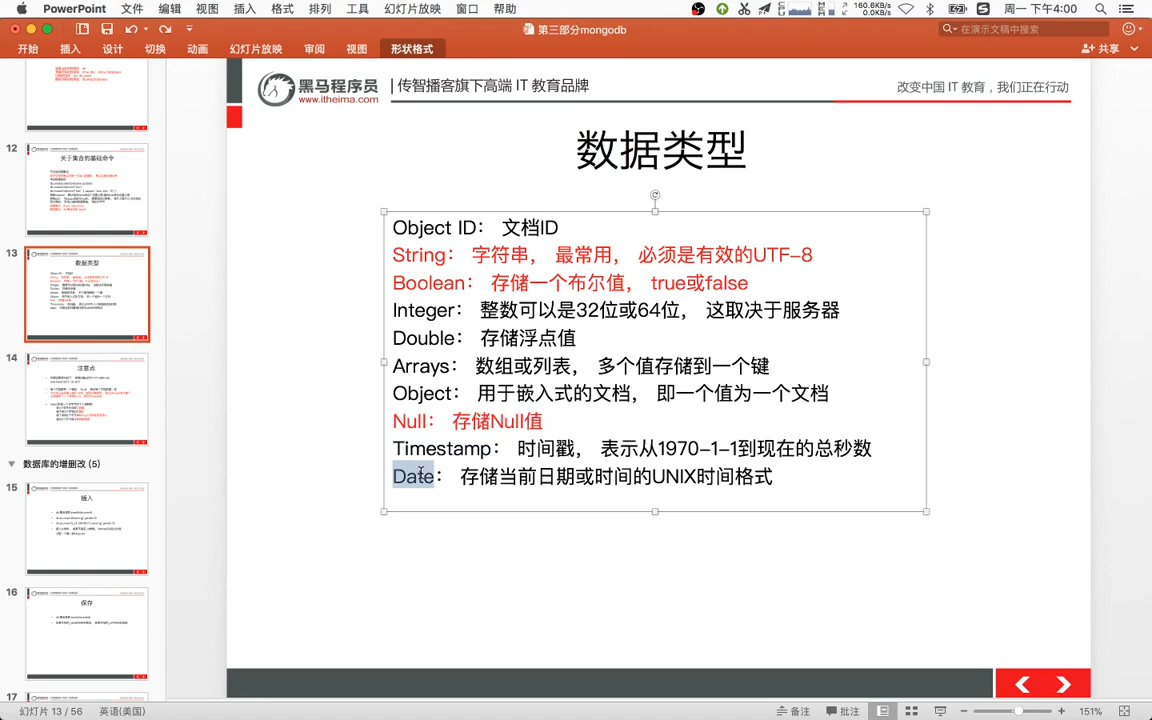 PowerPoint 文件 编辑 视图 插入 格式 排列 工具 幻灯片放映 窗口 帮助
160.6KB/s
0.0KB/s
周一 下午4:00
第三部分mongodb
在演示文稿中搜索
开始 插入 设计 切换 动画 幻灯片放映 审阅 视图 形状格式
共享
黑马程序员
www.itheima.com
传智播客旗下高端 IT 教育品牌
改变中国 IT 教育，我们正在行动
数据类型
Object ID： 文档ID
String： 字符串， 最常用， 必须是有效的UTF-8
Boolean： 存储一个布尔值， true或false
Integer： 整数可以是32位或64位， 这取决于服务器
Double： 存储浮点值
Arrays： 数组或列表， 多个值存储到一个键
Object： 用于嵌入式的文档， 即一个值为一个文档
Null： 存储Null值
Timestamp： 时间戳， 表示从1970-1-1到现在的总秒数
Date： 存储当前日期或时间的UNIX时间格式
12
关于集合的基础命令
13
数据类型
14
注意点
数据库的增删改 (5)
15
插入
16
保存
17
幻灯片 13 / 56 英语(美国)
备注 批注
151%